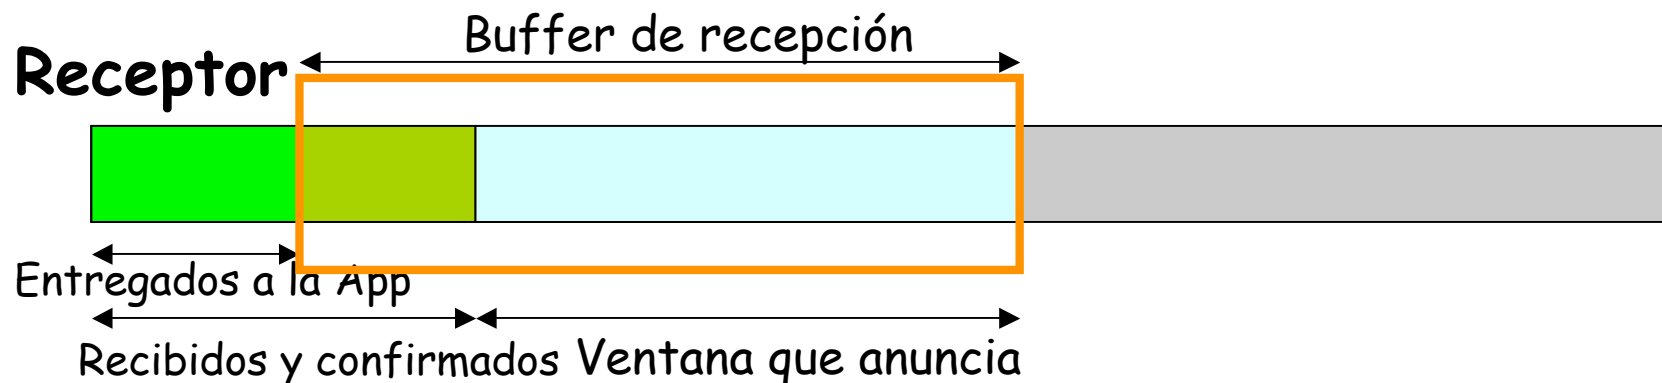 Buffer de recepción
Receptor
Entregados a la App
Recibidos y confirmados
Ventana que anuncia